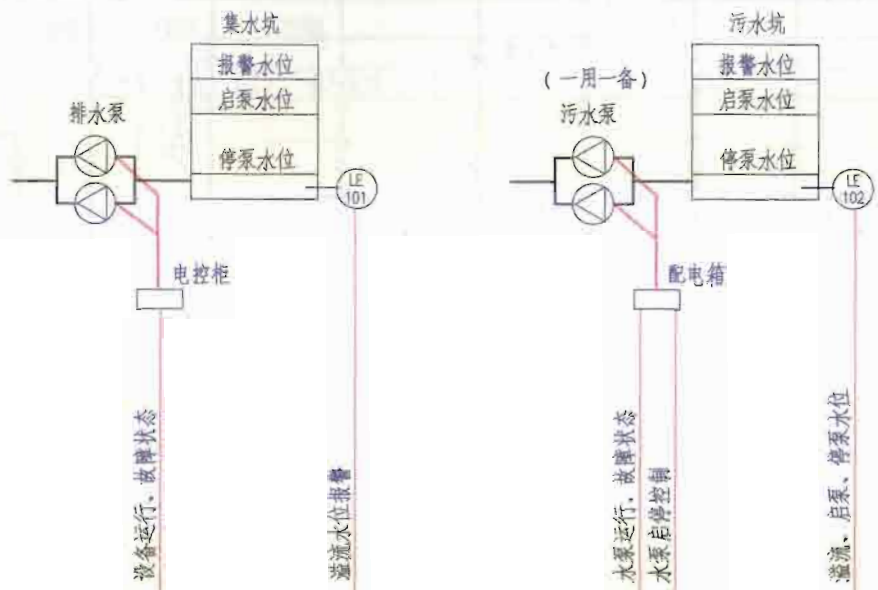 集水坑
报警水位
启泵水位
停泵水位
排水泵
LE
101
电控柜
设备运行、故障状态
溢流水位报警
污水坑
报警水位
启泵水位
停泵水位
(一用一备)
污水泵
LE
102
配电箱
水泵运行、故障状态
水泵启停控制
溢流、启泵、停泵水位